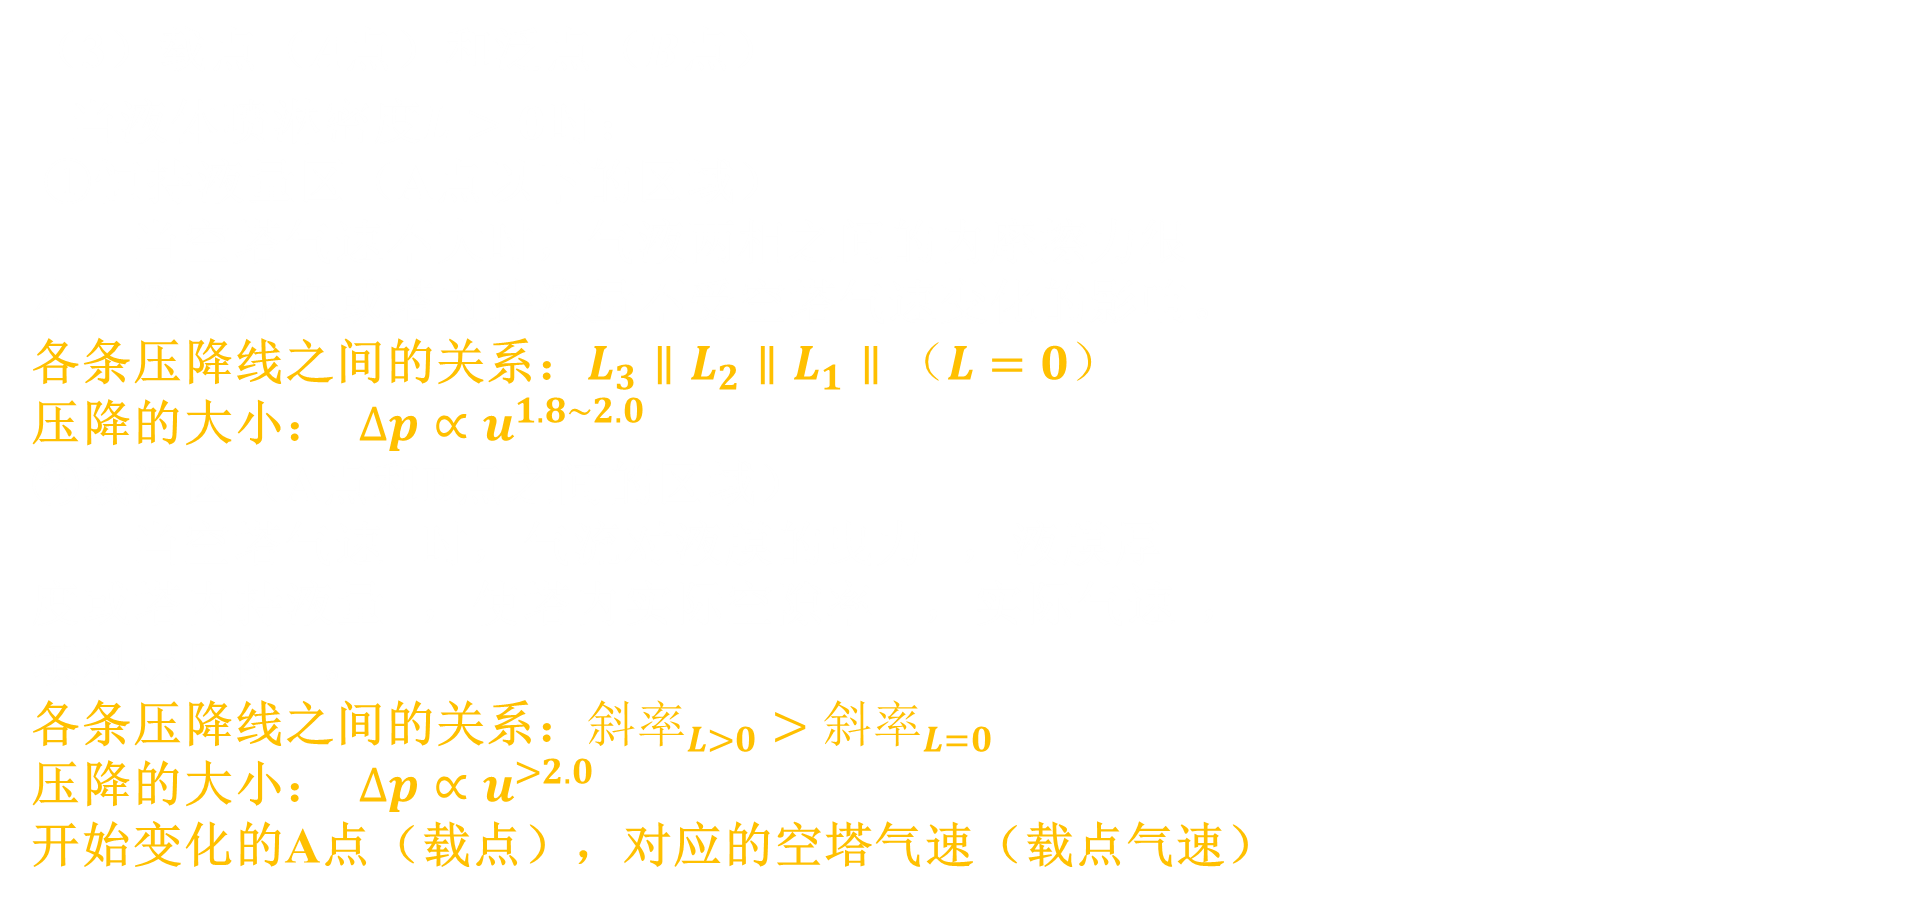 各条压降线之间的关系：L₃ ∥ L₂ ∥ L₁ ∥ （L = 0）
压降的大小： Δp ∝ u^{1.8~2.0}
各条压降线之间的关系：斜率_{L>0} > 斜率_{L=0}
压降的大小： Δp ∝ u^{>2.0}
开始变化的A点（载点），对应的空塔气速（载点气速）